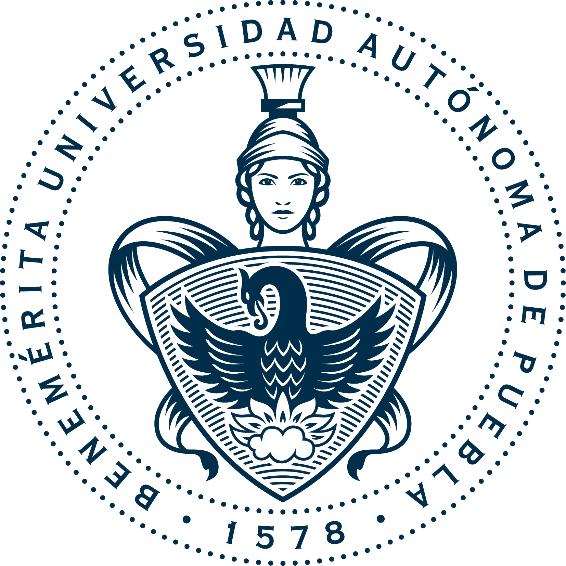 BENEMÉRITA UNIVERSIDAD AUTÓNOMA DE PUEBLA
• 1578 •